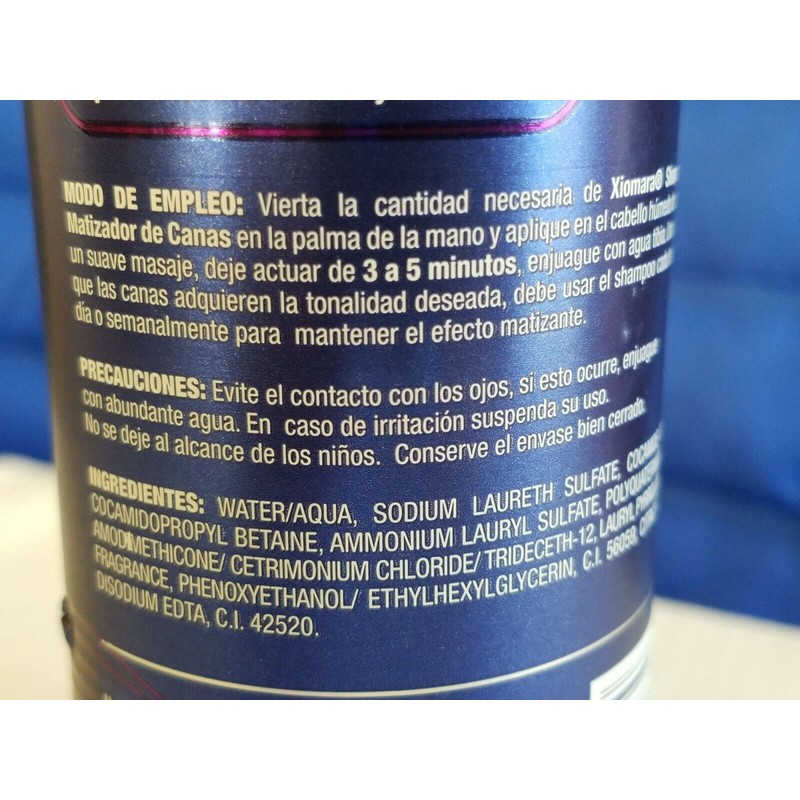 MODO DE EMPLEO: Vierta la cantidad necesaria de Xiomara®
Matizador de Canas en la palma de la mano y aplique en el cabello
un suave masaje, deje actuar de 3 a 5 minutos, enjuague con agua tibia.
que las canas adquieren la tonalidad deseada, debe usar el shampoo
día o semanalmente para mantener el efecto matizante.
PRECAUCIONES: Evite el contacto con los ojos, si esto ocurre, enjuague
con abundante agua. En caso de irritación suspenda su uso.
No se deje al alcance de los niños. Conserve el envase bien cerrado.
INGREDIENTES: WATER/AQUA, SODIUM LAURETH SULFATE,
COCAMIDOPROPYL BETAINE, AMMONIUM LAURYL SULFATE,
AMODIMETHICONE/ CETRIMONIUM CHLORIDE/ TRIDECETH-12, LAURYL
FRAGRANCE, PHENOXYETHANOL/ ETHYLHEXYLGLYCERIN, C.I. 56059,
DISODIUM EDTA, C.I. 42520.